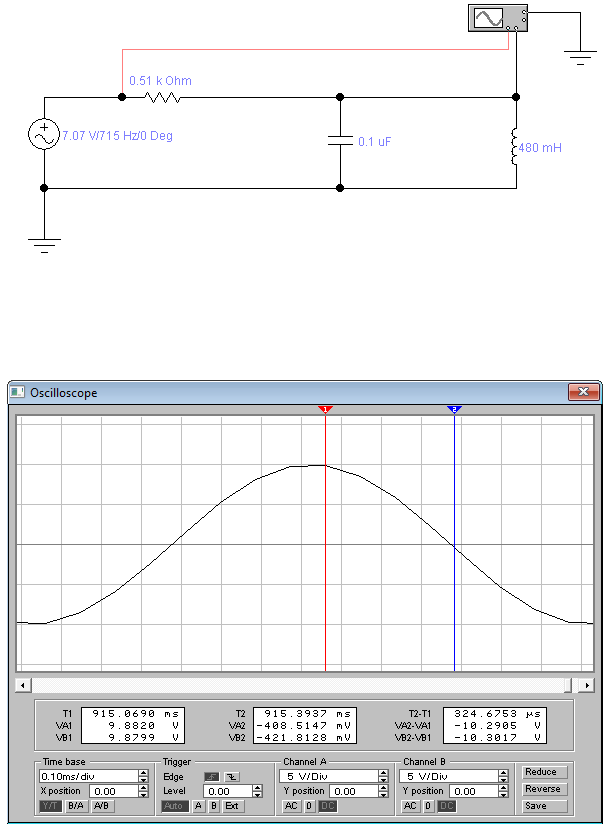 0.51 k Ohm
7.07 V/715 Hz/0 Deg
0.1 uF
480 mH
Oscilloscope
1 2
T1 915.0690 ms T2 915.3937 ms T2-T1 324.6753 µs
VA1 9.8820 V VA2 -408.5147 mV VA2-VA1 -10.2905 V
VB1 9.8799 V VB2 -421.8128 mV VB2-VB1 -10.3017 V
Time base Trigger Channel A Channel B
0.10ms/div Edge 5 V/Div 5 V/Div Reduce
X position 0.00 Level 0.00 Y position 0.00 Y position 0.00 Reverse
Y/T B/A A/B Auto A B Ext AC 0 DC AC 0 DC Save